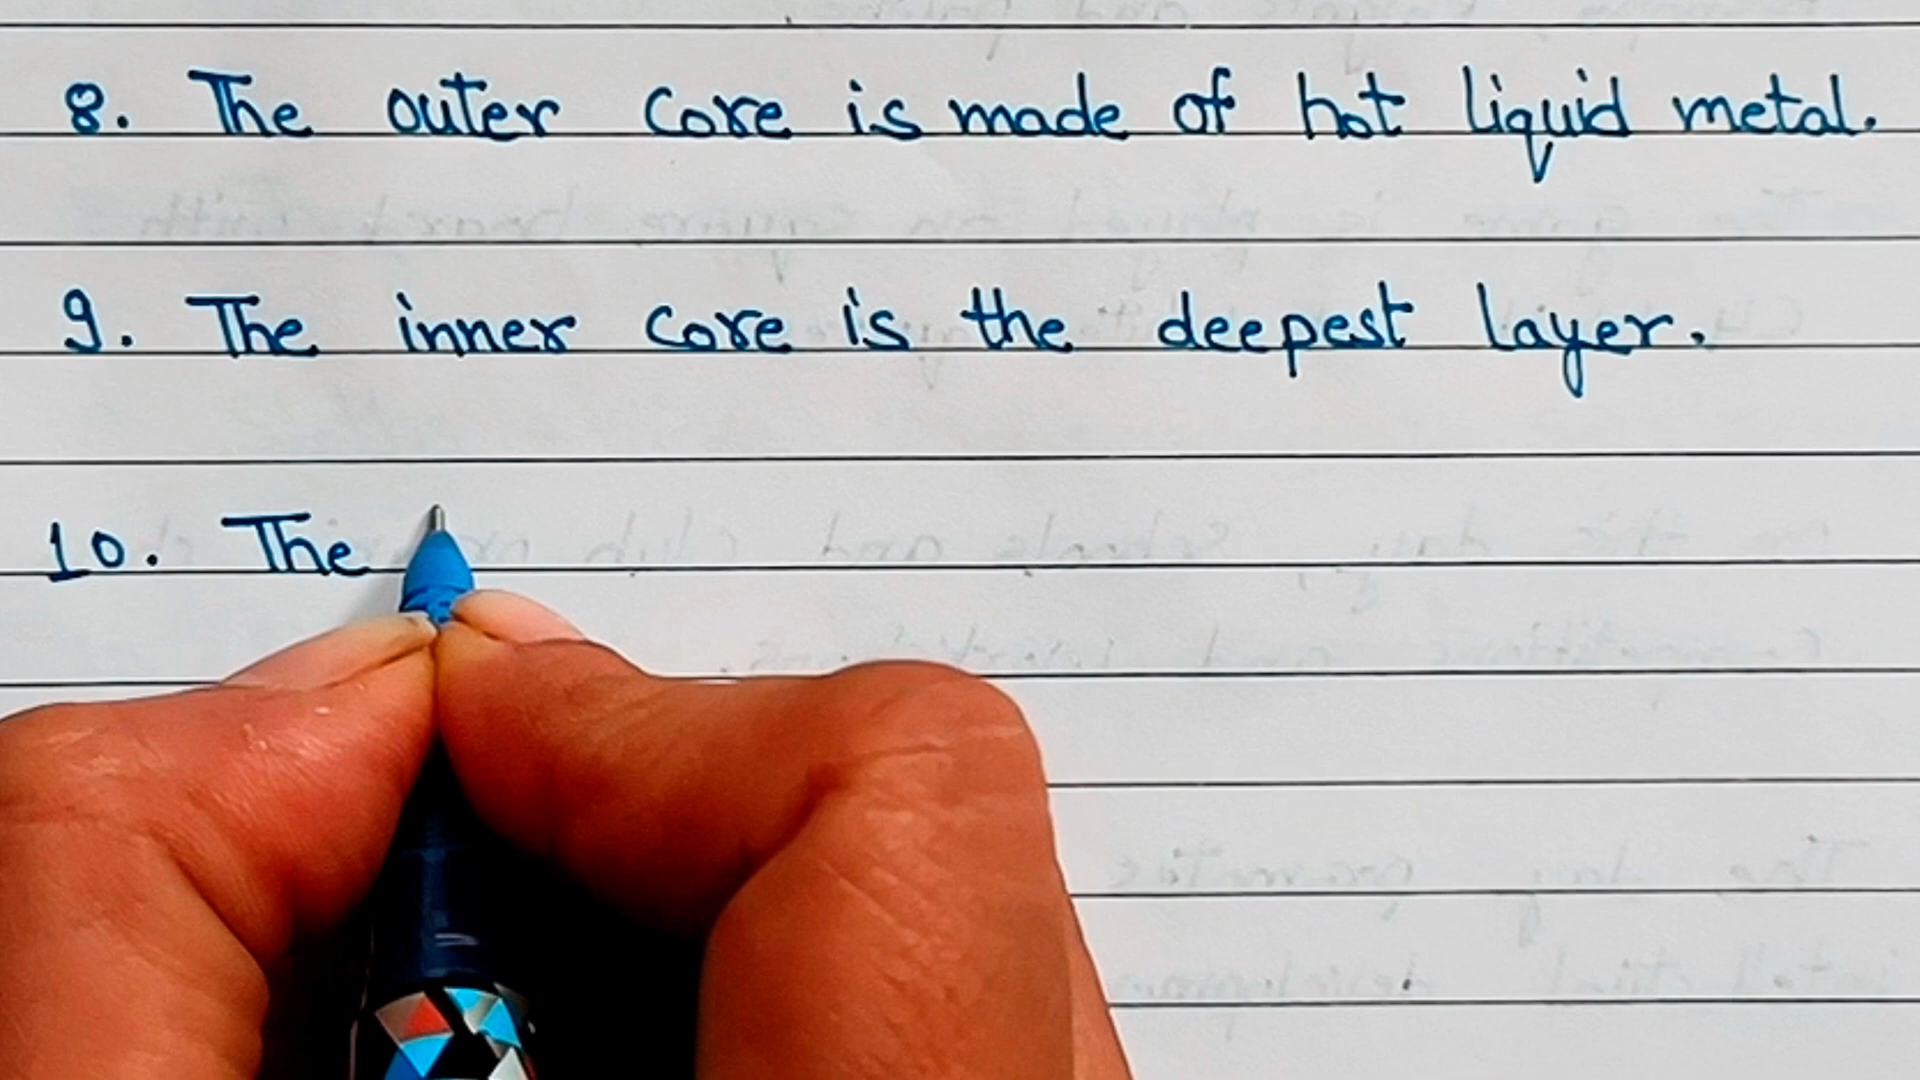 8. The outer core is made of hot liquid metal.
9. The inner core is the deepest layer.
10. The